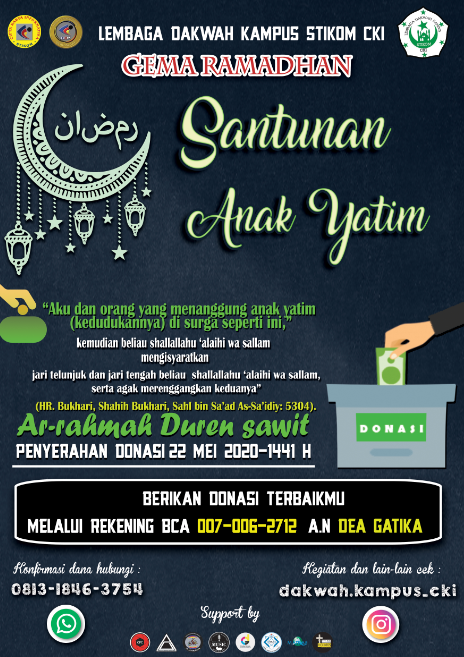 LEMBAGA DAKWAH KAMPUS STIKOM CKI
GEMA RAMADHAN
رمضان
Santunan
Anak Yatim
“Aku dan orang yang menanggung anak yatim
(kedudukannya) di surga seperti ini,”
kemudian beliau shallallahu ‘alaihi wa sallam
mengisyaratkan
jari telunjuk dan jari tengah beliau shallallahu ‘alaihi wa sallam,
serta agak merenggangkan keduanya”
(HR. Bukhari, Shahih Bukhari, Sahl bin Sa'ad As-Sa'idiy: 5304).
Ar-rahmah Duren sawit
PENYERAHAN DONASI 22 MEI 2020-1441 H
DONASI
BERIKAN DONASI TERBAIKMU
MELALUI REKENING BCA 007-006-2712 A.N DEA GATIKA
Konfirmasi dana hubungi :
0813-1846-3754
Kegiatan dan lain-lain cek :
dakwah.kampus_cki
Support by